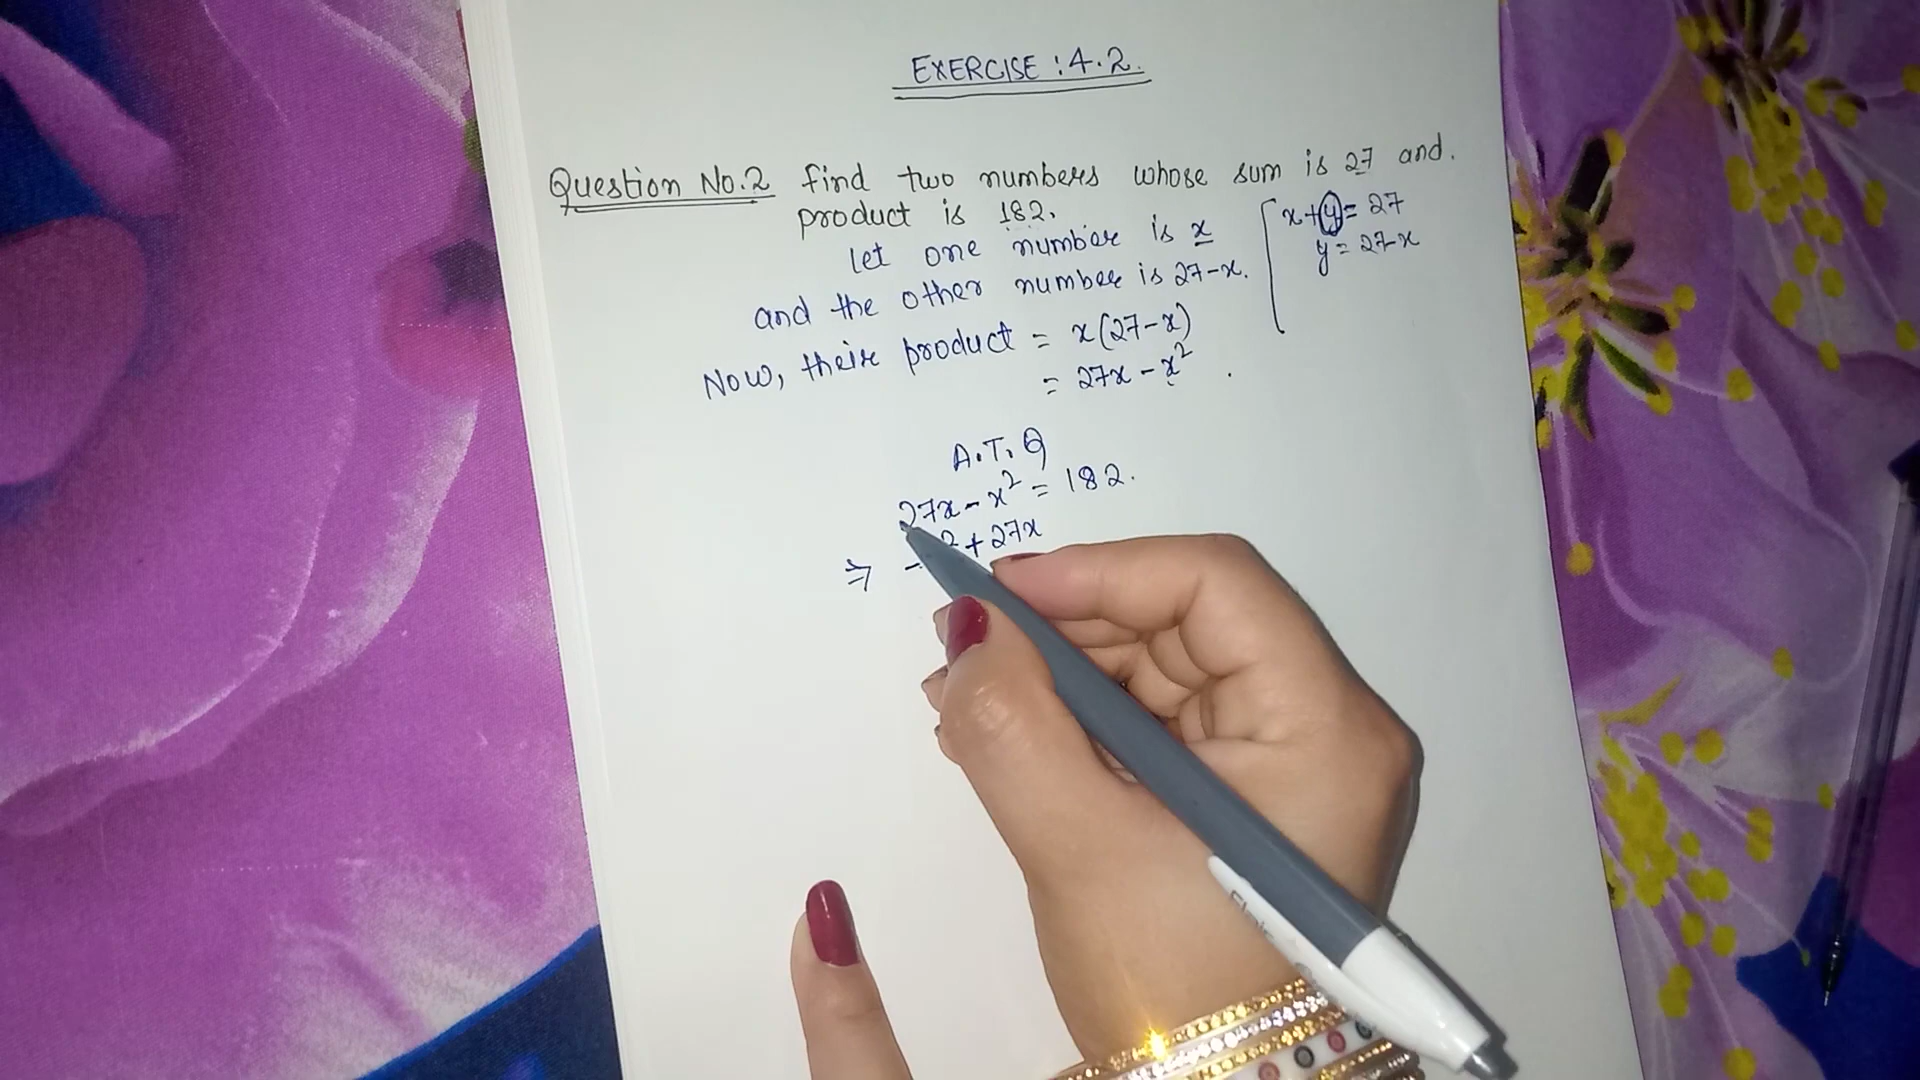 EXERCISE : 4.2.
Question No.2 find two numbers whose sum is 27 and.
product is 182.
x+y = 27
y = 27-x
let one number is x
and the other number is 27-x.
Now, their product = x(27-x)
= 27x - x²
A.T.Q
27x - x² = 182.
⇒ - ² + 27x